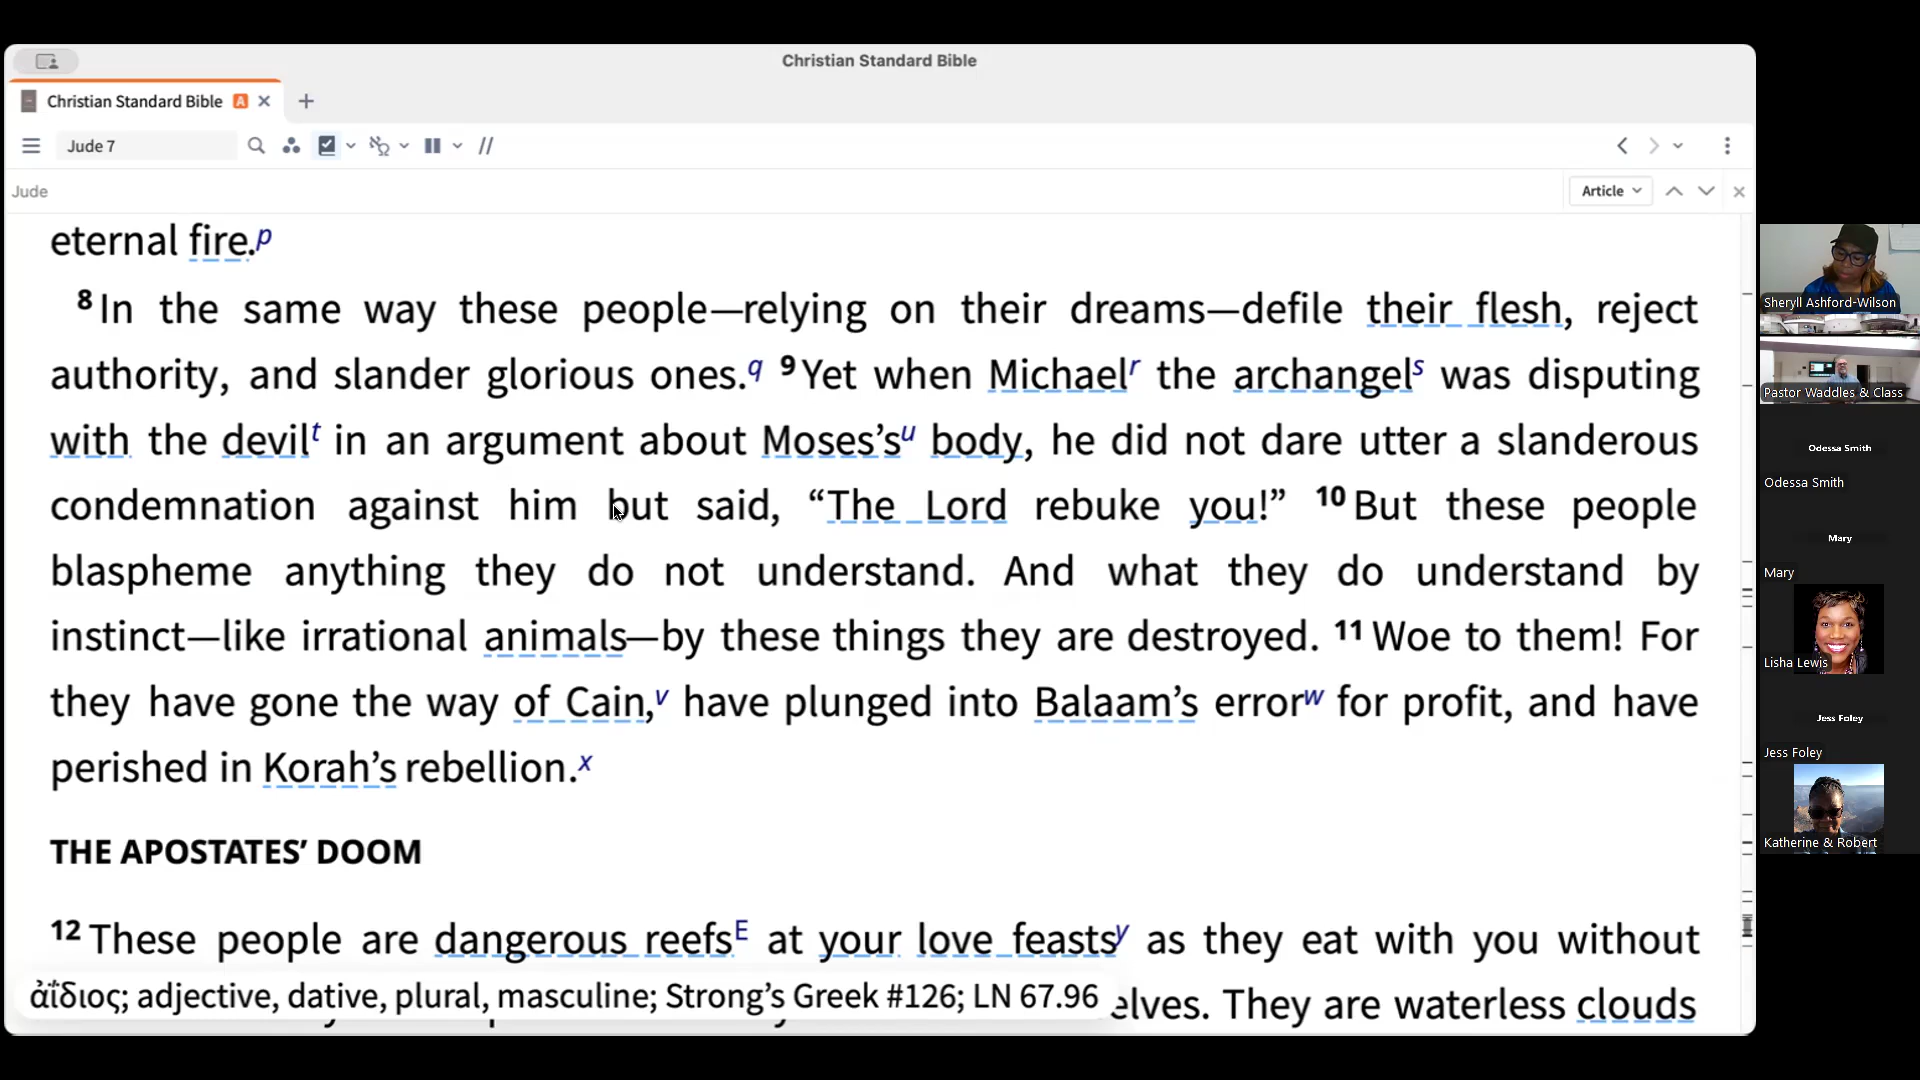 Christian Standard Bible
Christian Standard Bible A
Jude 7
Jude
Article
eternal fire.p
8 In the same way these people—relying on their dreams—defile their flesh, reject
authority, and slander glorious ones.q 9 Yet when Michaelr the archangels was disputing
with the devilt in an argument about Moses’su body, he did not dare utter a slanderous
condemnation against him but said, “The Lord rebuke you!” 10 But these people
blaspheme anything they do not understand. And what they do understand by
instinct—like irrational animals—by these things they are destroyed. 11 Woe to them! For
they have gone the way of Cain,v have plunged into Balaam’s errorw for profit, and have
perished in Korah’s rebellion.x
THE APOSTATES’ DOOM
12 These people are dangerous reefsE at your love feastsy as they eat with you without
ἀΐδιος; adjective, dative, plural, masculine; Strong’s Greek #126; LN 67.96
elves. They are waterless clouds
Sheryll Ashford-Wilson
Pastor Waddles & Class
Odessa Smith
Odessa Smith
Mary
Mary
Lisha Lewis
Jess Foley
Jess Foley
Katherine & Robert